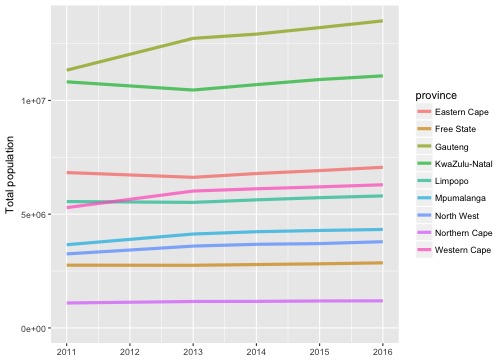 Total population
1e+07
5e+06
0e+00
2011 2012 2013 2014 2015 2016
province
Eastern Cape
Free State
Gauteng
KwaZulu-Natal
Limpopo
Mpumalanga
North West
Northern Cape
Western Cape